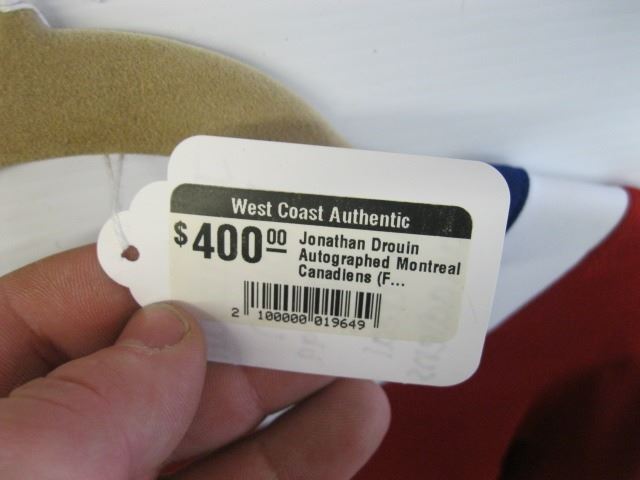 West Coast Authentic
$400.00
Jonathan Drouin
Autographed Montreal
Canadiens (F...
2 100000 019649